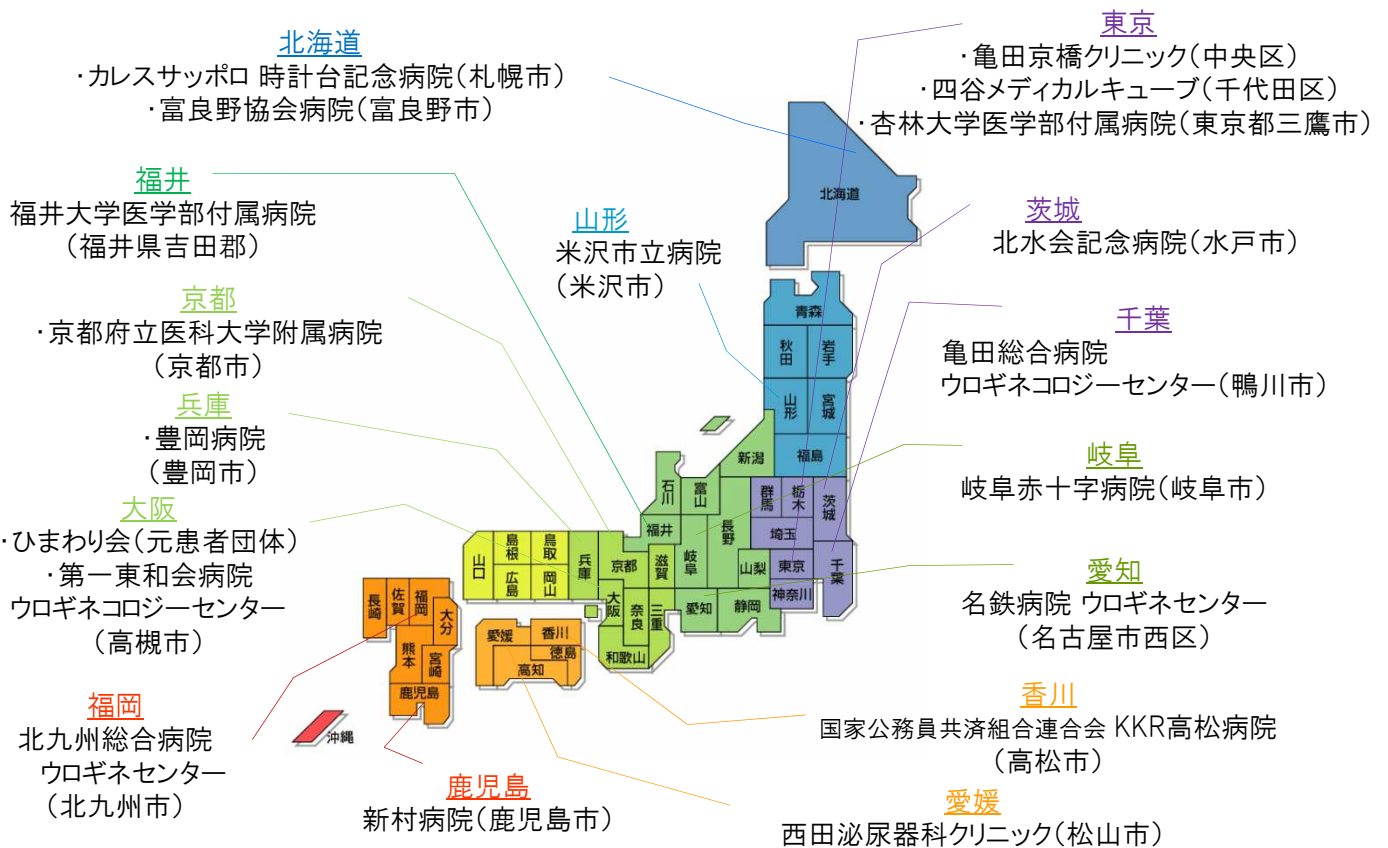 北海道
・カレスサッポロ 時計台記念病院(札幌市)
・富良野協会病院(富良野市)
東京
・亀田京橋クリニック(中央区)
・四谷メディカルキューブ(千代田区)
・杏林大学医学部付属病院(東京都三鷹市)
福井
福井大学医学部付属病院
(福井県吉田郡)
山形
米沢市立病院
(米沢市)
茨城
北水会記念病院(水戸市)
京都
・京都府立医科大学附属病院
(京都市)
千葉
亀田総合病院
ウロギネコロジーセンター(鴨川市)
兵庫
・豊岡病院
(豊岡市)
岐阜
岐阜赤十字病院(岐阜市)
大阪
・ひまわり会(元患者団体)
・第一東和会病院
ウロギネコロジーセンター
(高槻市)
愛知
名鉄病院 ウロギネセンター
(名古屋市西区)
福岡
北九州総合病院
ウロギネセンター
(北九州市)
鹿児島
新村病院(鹿児島市)
香川
国家公務員共済組合連合会 KKR高松病院
(高松市)
愛媛
西田泌尿器科クリニック(松山市)
北海道
青森
秋田
岩手
山形
宮城
新潟
福島
石川
富山
群馬
栃木
茨城
福井
長野
埼玉
岐阜
山口
島根
鳥取
兵庫
京都
滋賀
山梨
東京
千葉
広島
岡山
神奈川
大阪
奈良
三重
愛知
静岡
和歌山
長崎
佐賀
福岡
大分
熊本
宮崎
鹿児島
愛媛
香川
徳島
高知
沖縄